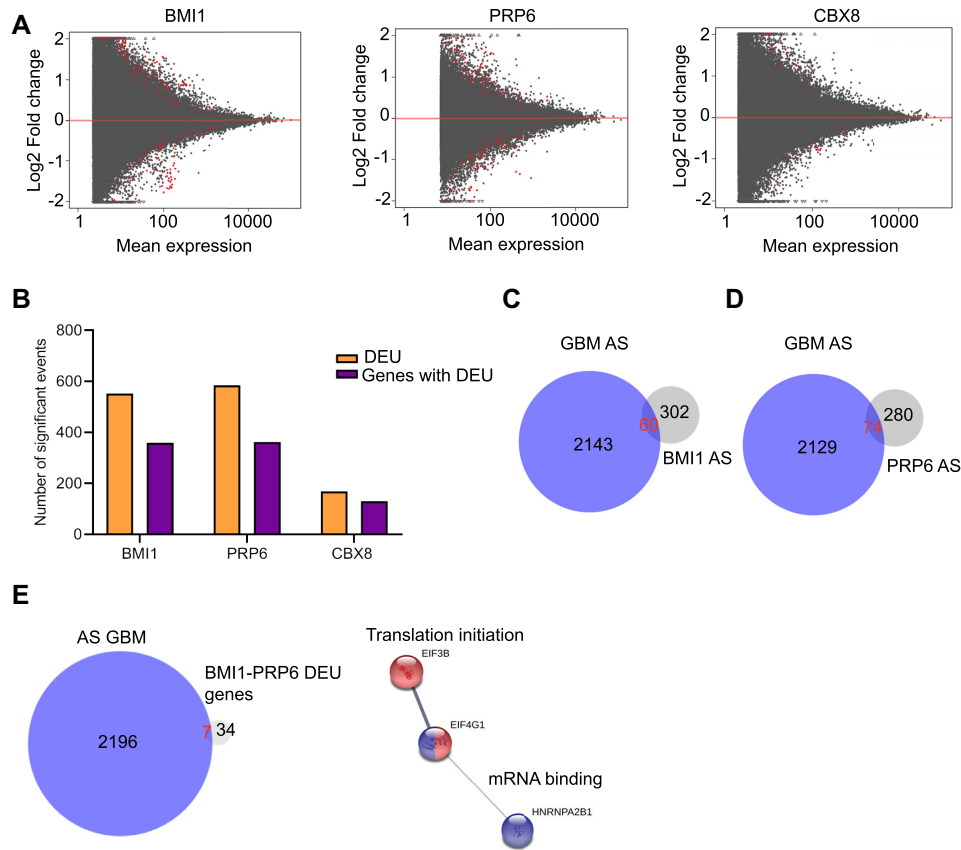 A
BMI1
PRP6
CBX8
Log2 Fold change
2
1
0
-1
-2
1
100
10000
Mean expression
Log2 Fold change
2
1
0
-1
-2
1
100
10000
Mean expression
Log2 Fold change
2
1
0
-1
-2
1
100
10000
Mean expression
B
Number of significant events
800
600
400
200
0
BMI1
PRP6
CBX8
DEU
Genes with DEU
C
GBM AS
2143
60
302
BMI1 AS
D
GBM AS
2129
74
280
PRP6 AS
E
AS GBM
2196
7
34
BMI1-PRP6 DEU
genes
Translation initiation
EIF3B
EIF4G1
mRNA binding
HNRNPA2B1